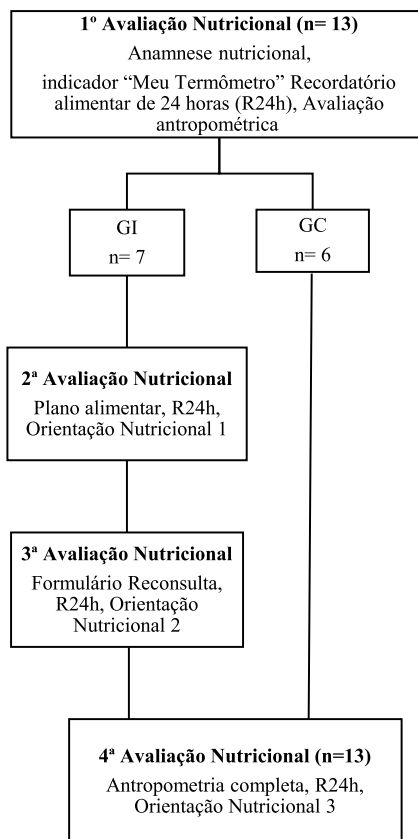 1º Avaliação Nutricional (n= 13)
Anamnese nutricional,
indicador “Meu Termômetro” Recordatório
alimentar de 24 horas (R24h), Avaliação
antropométrica
GI
n= 7
GC
n= 6
2ª Avaliação Nutricional
Plano alimentar, R24h,
Orientação Nutricional 1
3ª Avaliação Nutricional
Formulário Reconsulta,
R24h, Orientação
Nutricional 2
4ª Avaliação Nutricional (n=13)
Antropometria completa, R24h,
Orientação Nutricional 3